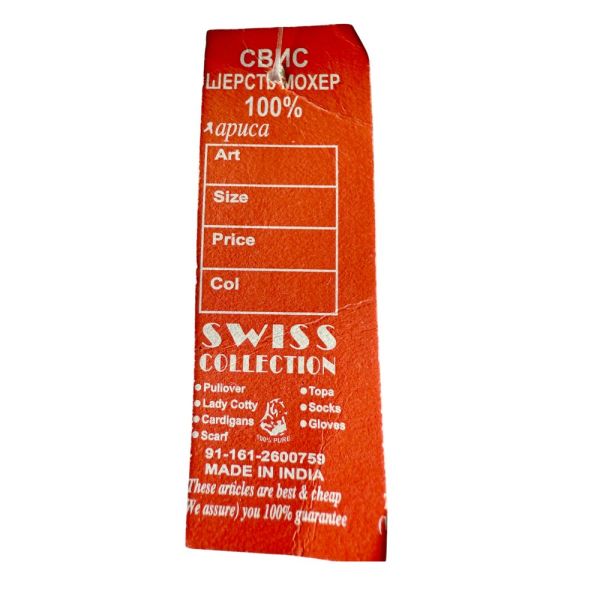 СВИС
ШЕРСТЬ МОХЕР
100%
лариса
Art
Size
Price
Col
SWISS
COLLECTION
• Pullover
• Lady Cotty
• Cardigans
• Scarf
• Topa
• Socks
• Gloves
100% PURE
91-161-2600759
MADE IN INDIA
These articles are best & cheap
We assure) you 100% guarantee